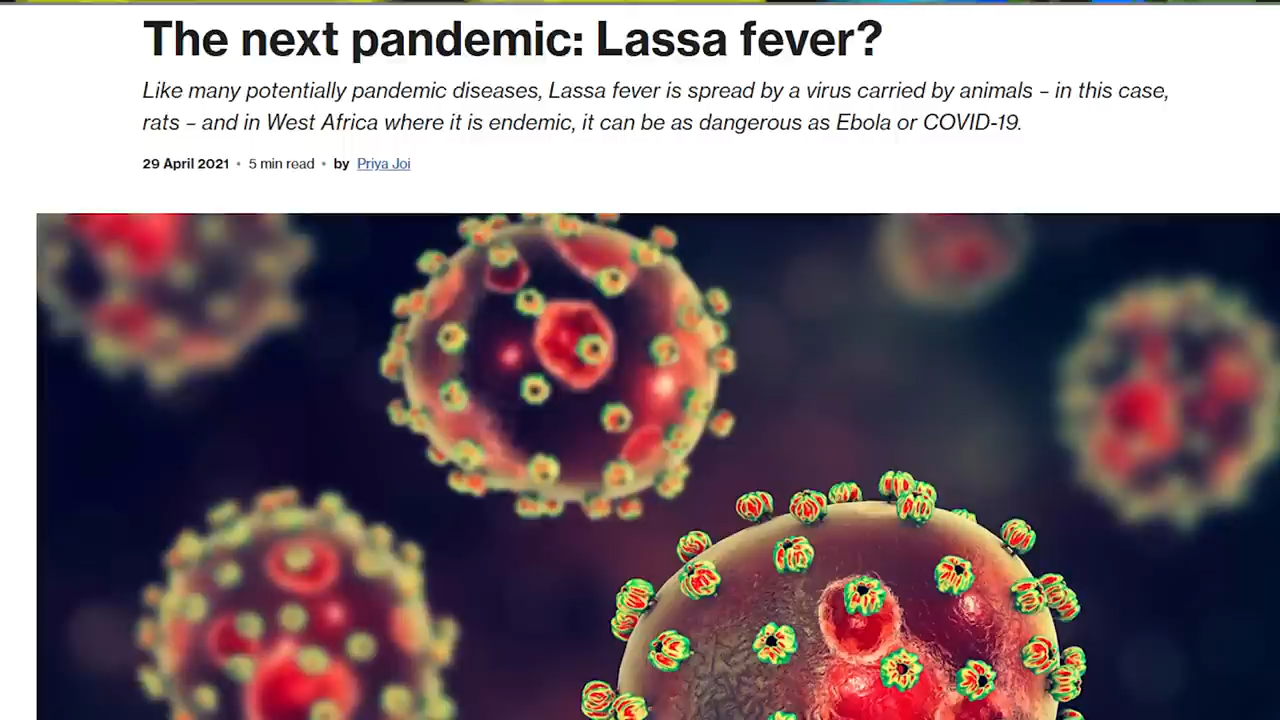 The next pandemic: Lassa fever?
Like many potentially pandemic diseases, Lassa fever is spread by a virus carried by animals – in this case,
rats – and in West Africa where it is endemic, it can be as dangerous as Ebola or COVID-19.
29 April 2021 • 5 min read • by Priya Joi